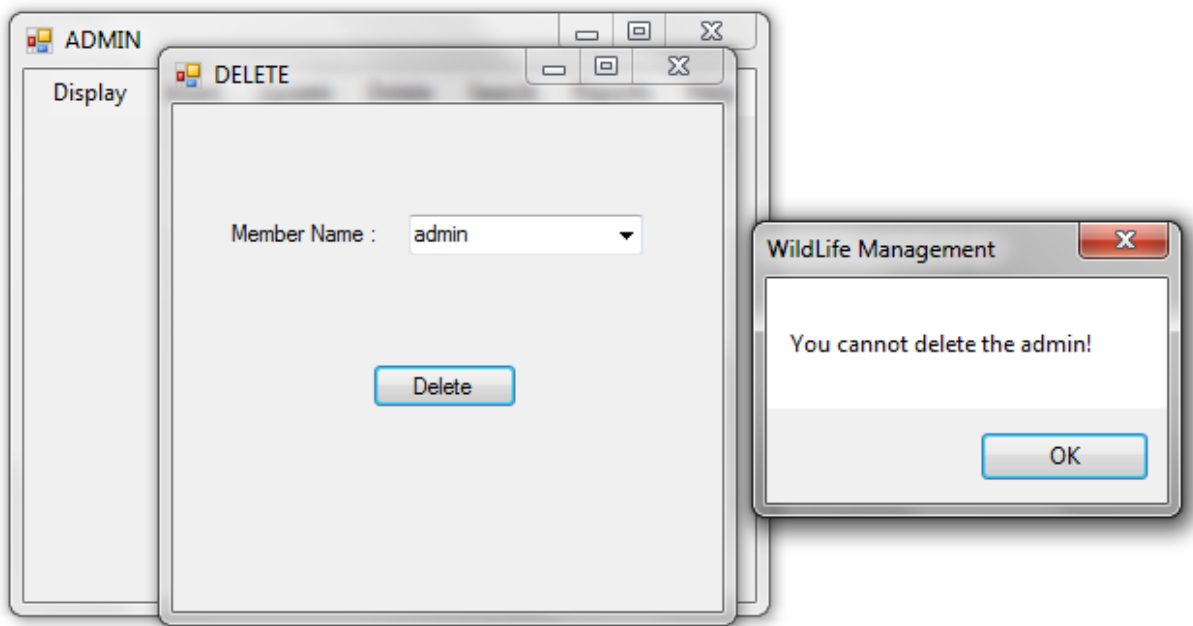 ADMIN
DELETE
Display
Member Name :
admin
Delete
WildLife Management
You cannot delete the admin!
OK